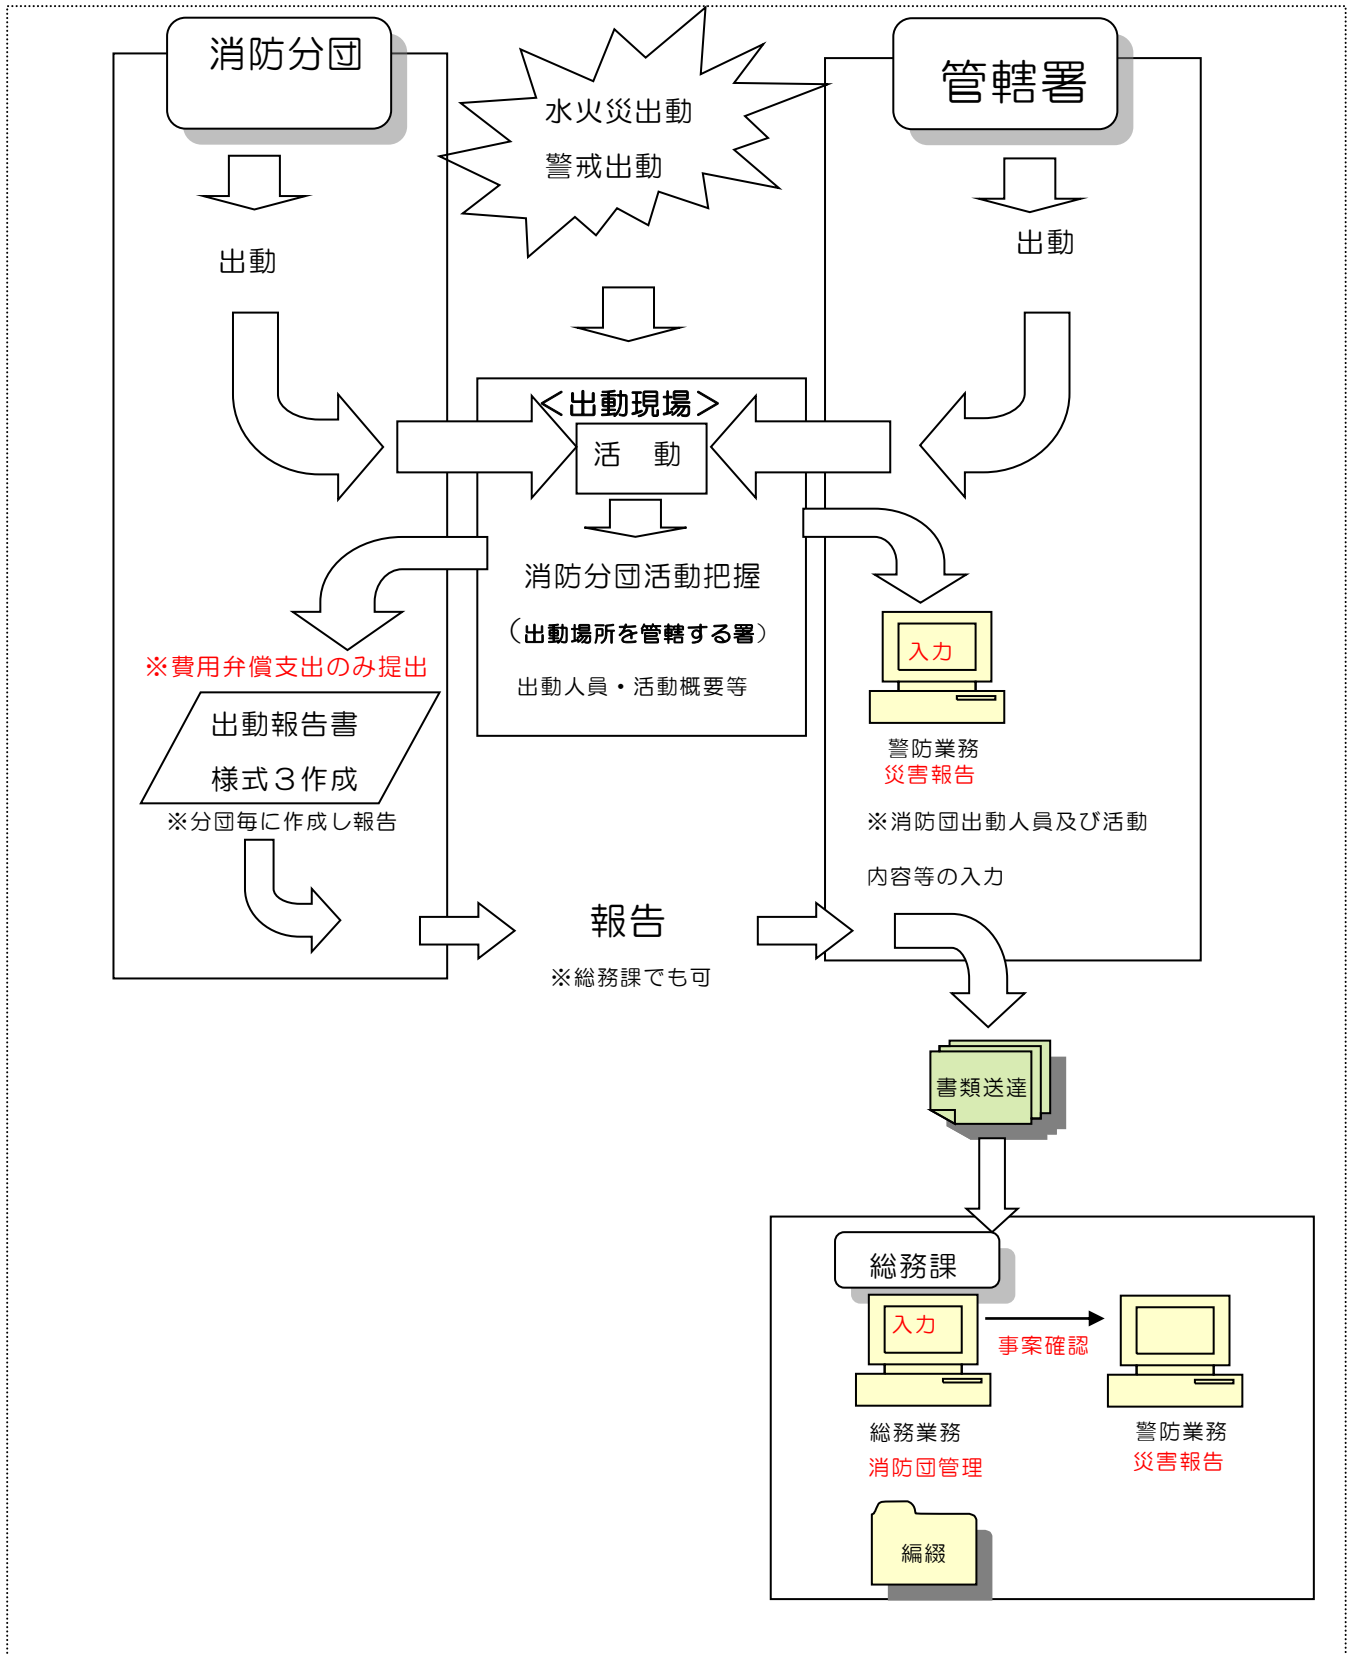 消防分団
水火災出動
警戒出動
管轄署
出動
出動
＜出動現場＞
活　動
消防分団活動把握
（出動場所を管轄する署）
出動人員・活動概要等
※費用弁償支出のみ提出
出動報告書
様式３作成
※分団毎に作成し報告
入力
警防業務
災害報告
※消防団出動人員及び活動
内容等の入力
報告
※総務課でも可
書類送達
総務課
入力
事案確認
総務業務
消防団管理
警防業務
災害報告
編綴